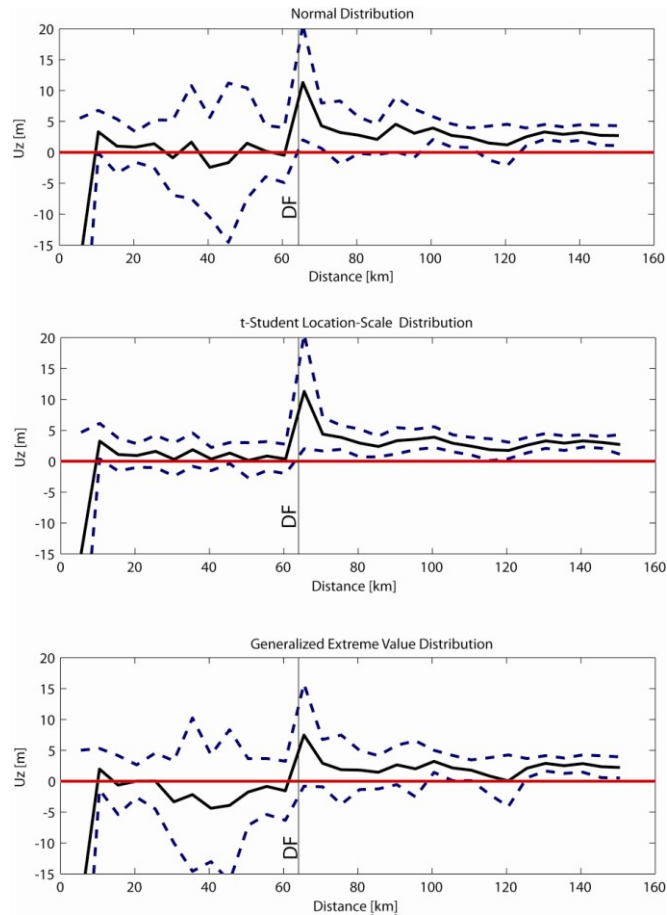 Normal Distribution
20
15
10
5
0
-5
-10
-15
Uz [m]
DF
0 20 40 60 80 100 120 140 160
Distance [km]
t-Student Location-Scale Distribution
20
15
10
5
0
-5
-10
-15
Uz [m]
DF
0 20 40 60 80 100 120 140 160
Distance [km]
Generalized Extreme Value Distribution
20
15
10
5
0
-5
-10
-15
Uz [m]
DF
0 20 40 60 80 100 120 140 160
Distance [km]